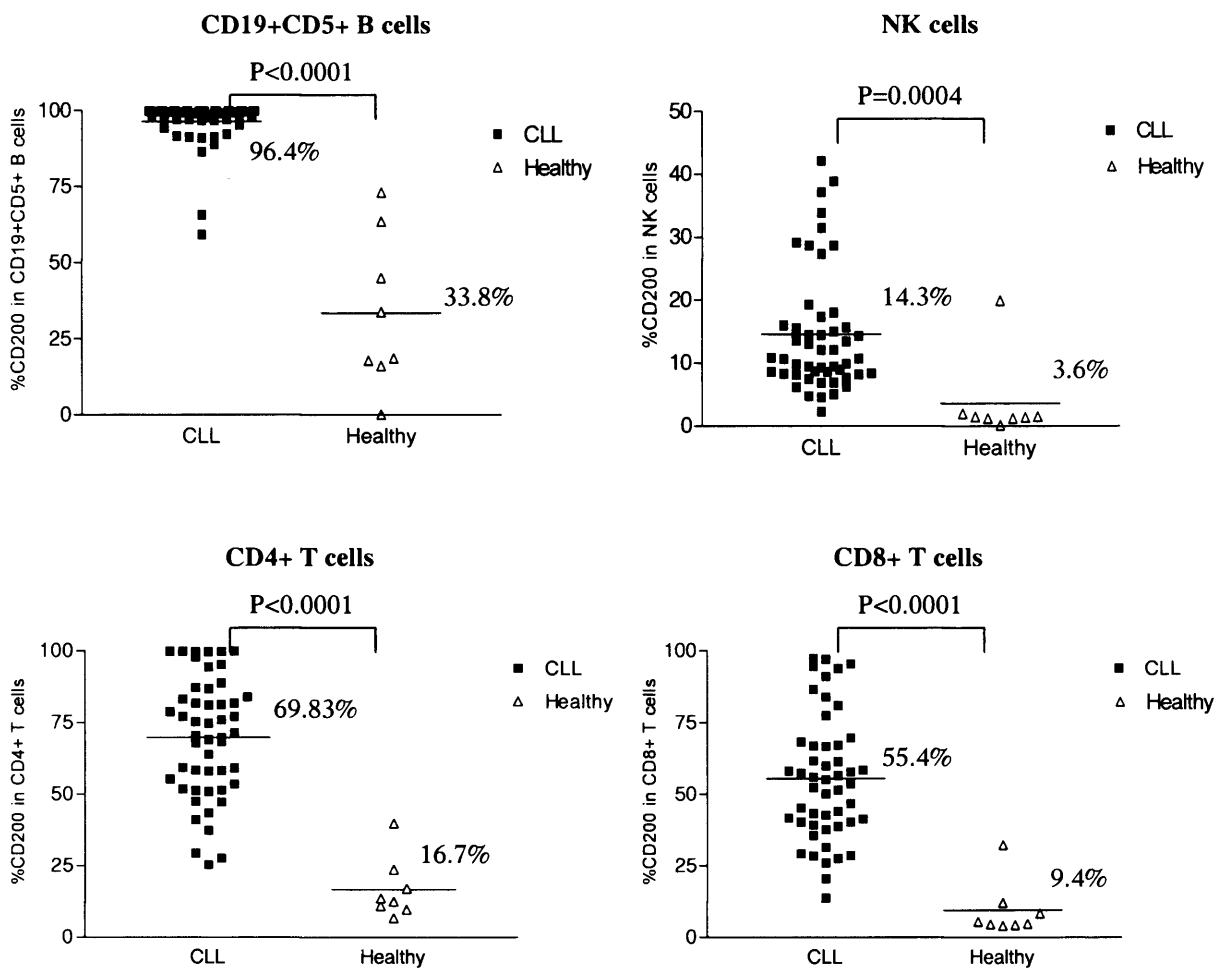 CD19+CD5+ B cells
P<0.0001
%CD200 in CD19+CD5+ B cells
100
75
50
25
0
96.4%
33.8%
CLL
Healthy
CLL
Healthy
NK cells
P=0.0004
%CD200 in NK cells
50
40
30
20
10
0
14.3%
3.6%
CLL
Healthy
CLL
Healthy
CD4+ T cells
P<0.0001
%CD200 in CD4+ T cells
100
75
50
25
0
69.83%
16.7%
CLL
Healthy
CLL
Healthy
CD8+ T cells
P<0.0001
%CD200 in CD8+ T cells
100
75
50
25
0
55.4%
9.4%
CLL
Healthy
CLL
Healthy